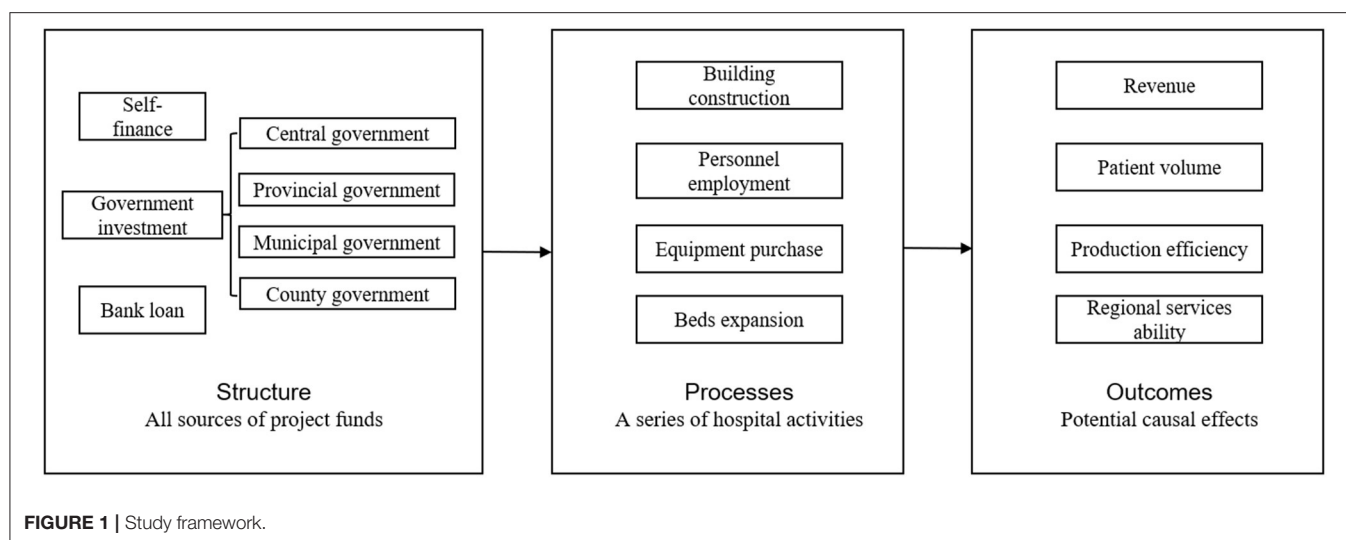 Self-
finance
Government
investment
Bank loan
Central government
Provincial government
Municipal government
County government
Structure
All sources of project funds
Building
construction
Personnel
employment
Equipment purchase
Beds expansion
Processes
A series of hospital activities
Revenue
Patient volume
Production efficiency
Regional services
ability
Outcomes
Potential causal effects
FIGURE 1 | Study framework.